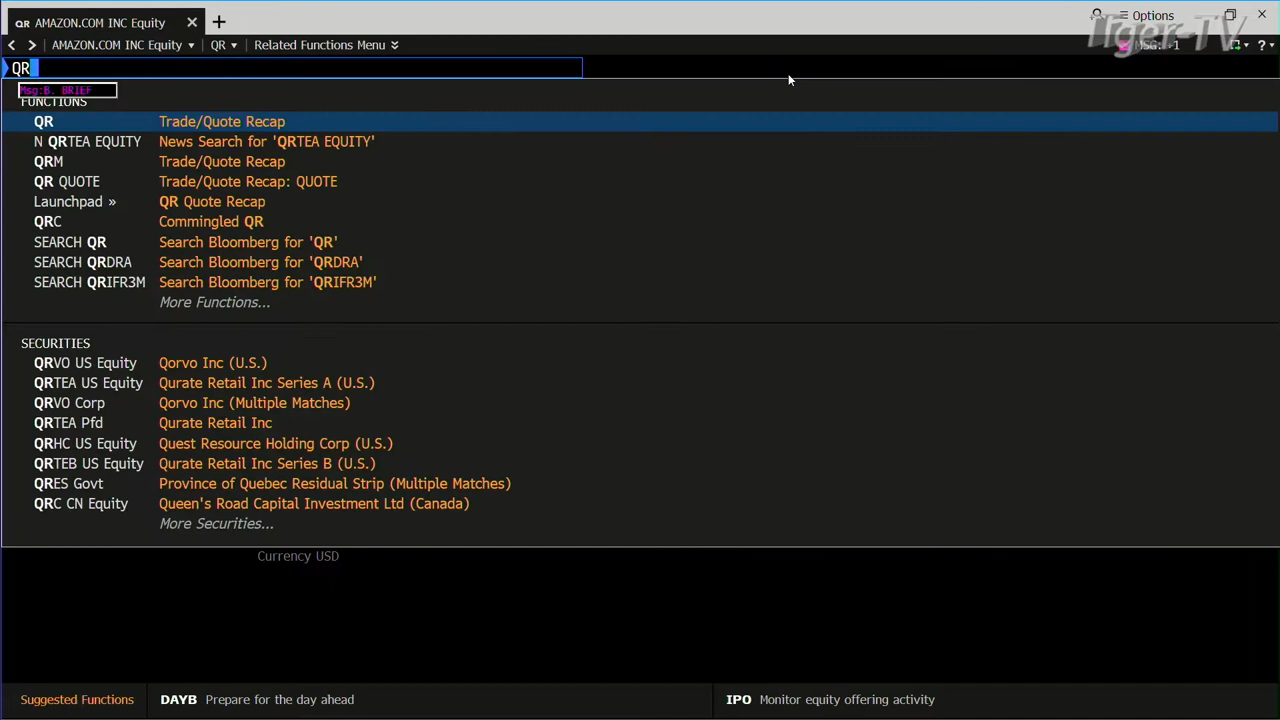 QR AMAZON.COM INC Equity
Options
Tiger-TV
AMAZON.COM INC Equity QR Related Functions Menu
MSG: +1
?
QR
Msg:B. BRIEF
FUNCTIONS
QR Trade/Quote Recap
N QRTEA EQUITY News Search for 'QRTEA EQUITY'
QRM Trade/Quote Recap
QR QUOTE Trade/Quote Recap: QUOTE
Launchpad » QR Quote Recap
QRC Commingled QR
SEARCH QR Search Bloomberg for 'QR'
SEARCH QRDRA Search Bloomberg for 'QRDRA'
SEARCH QRIFR3M Search Bloomberg for 'QRIFR3M'
More Functions...
SECURITIES
QRVO US Equity Qorvo Inc (U.S.)
QRTEA US Equity Qurate Retail Inc Series A (U.S.)
QRVO Corp Qorvo Inc (Multiple Matches)
QRTEA Pfd Qurate Retail Inc
QRHC US Equity Quest Resource Holding Corp (U.S.)
QRTEB US Equity Qurate Retail Inc Series B (U.S.)
QRES Govt Province of Quebec Residual Strip (Multiple Matches)
QRC CN Equity Queen's Road Capital Investment Ltd (Canada)
More Securities...
Currency USD
Suggested Functions DAYB Prepare for the day ahead IPO Monitor equity offering activity